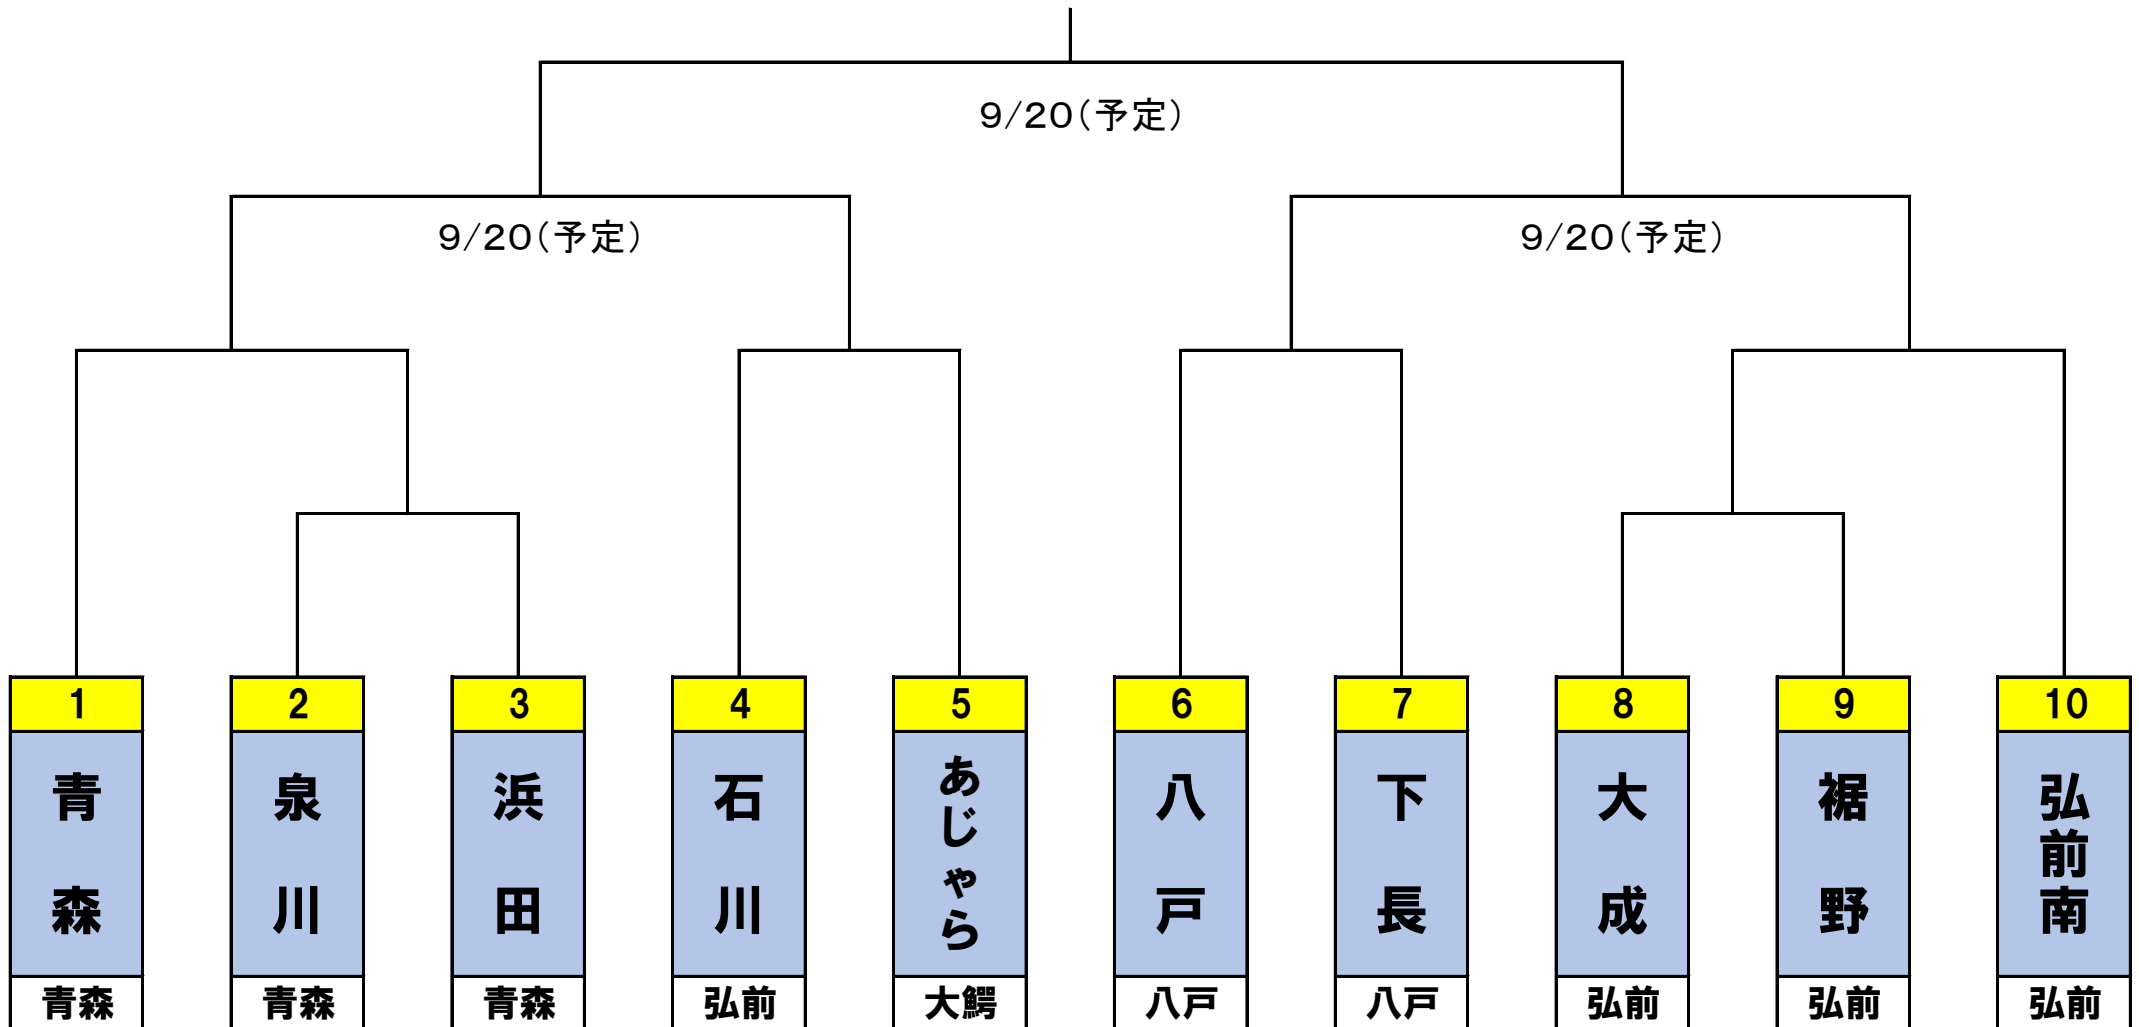 9/20(予定)
9/20(予定)
9/20(予定)
1
2
3
4
5
6
7
8
9
10
青森
泉川
浜田
石川
あじゃら
八戸
下長
大成
裾野
弘前南
青森
青森
青森
弘前
大鰐
八戸
八戸
弘前
弘前
弘前